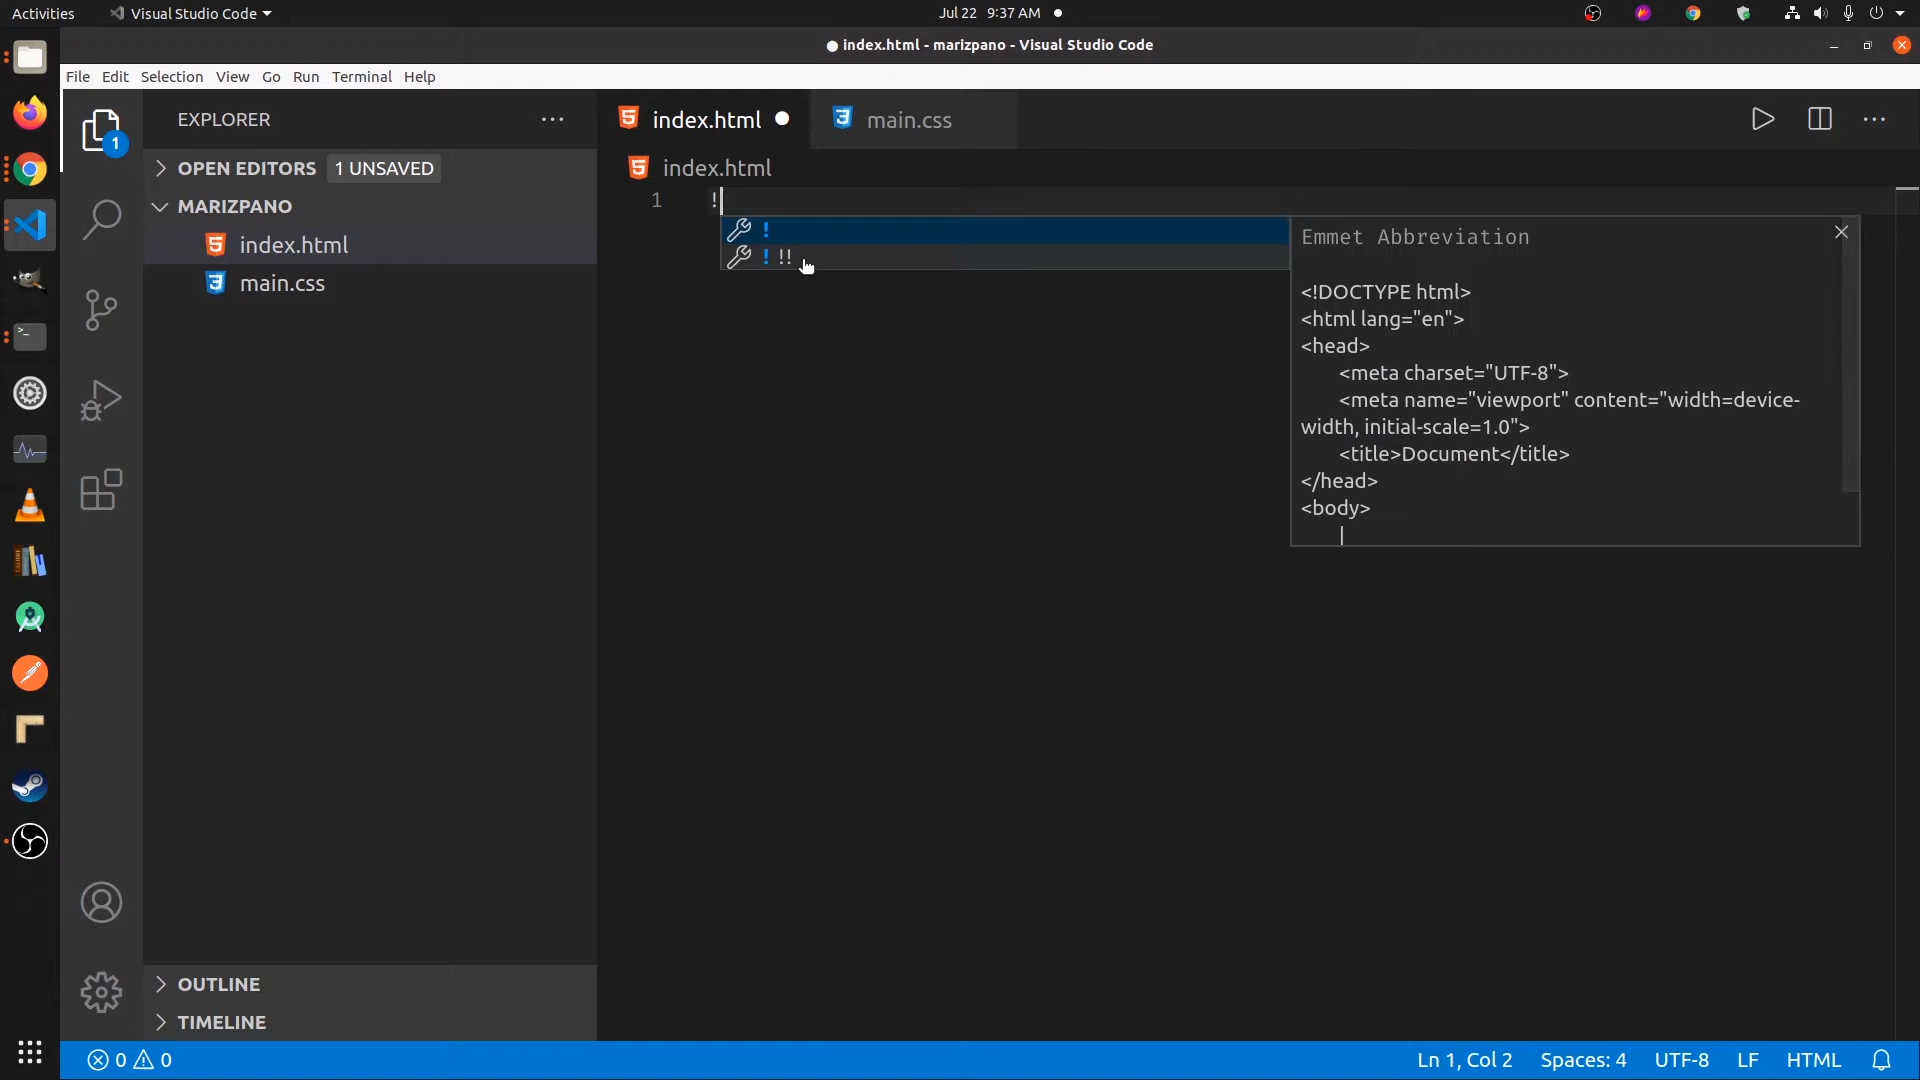 Activities
Visual Studio Code
Jul 22 9:37 AM
● index.html - marizpano - Visual Studio Code
File Edit Selection View Go Run Terminal Help
1
EXPLORER
OPEN EDITORS 1 UNSAVED
MARIZPANO
index.html
main.css
OUTLINE
TIMELINE
index.html
main.css
index.html
1 !
!
! !!
Emmet Abbreviation
<!DOCTYPE html>
<html lang="en">
<head>
<meta charset="UTF-8">
<meta name="viewport" content="width=device-
width, initial-scale=1.0">
<title>Document</title>
</head>
<body>
|
0 0
Ln 1, Col 2 Spaces: 4 UTF-8 LF HTML